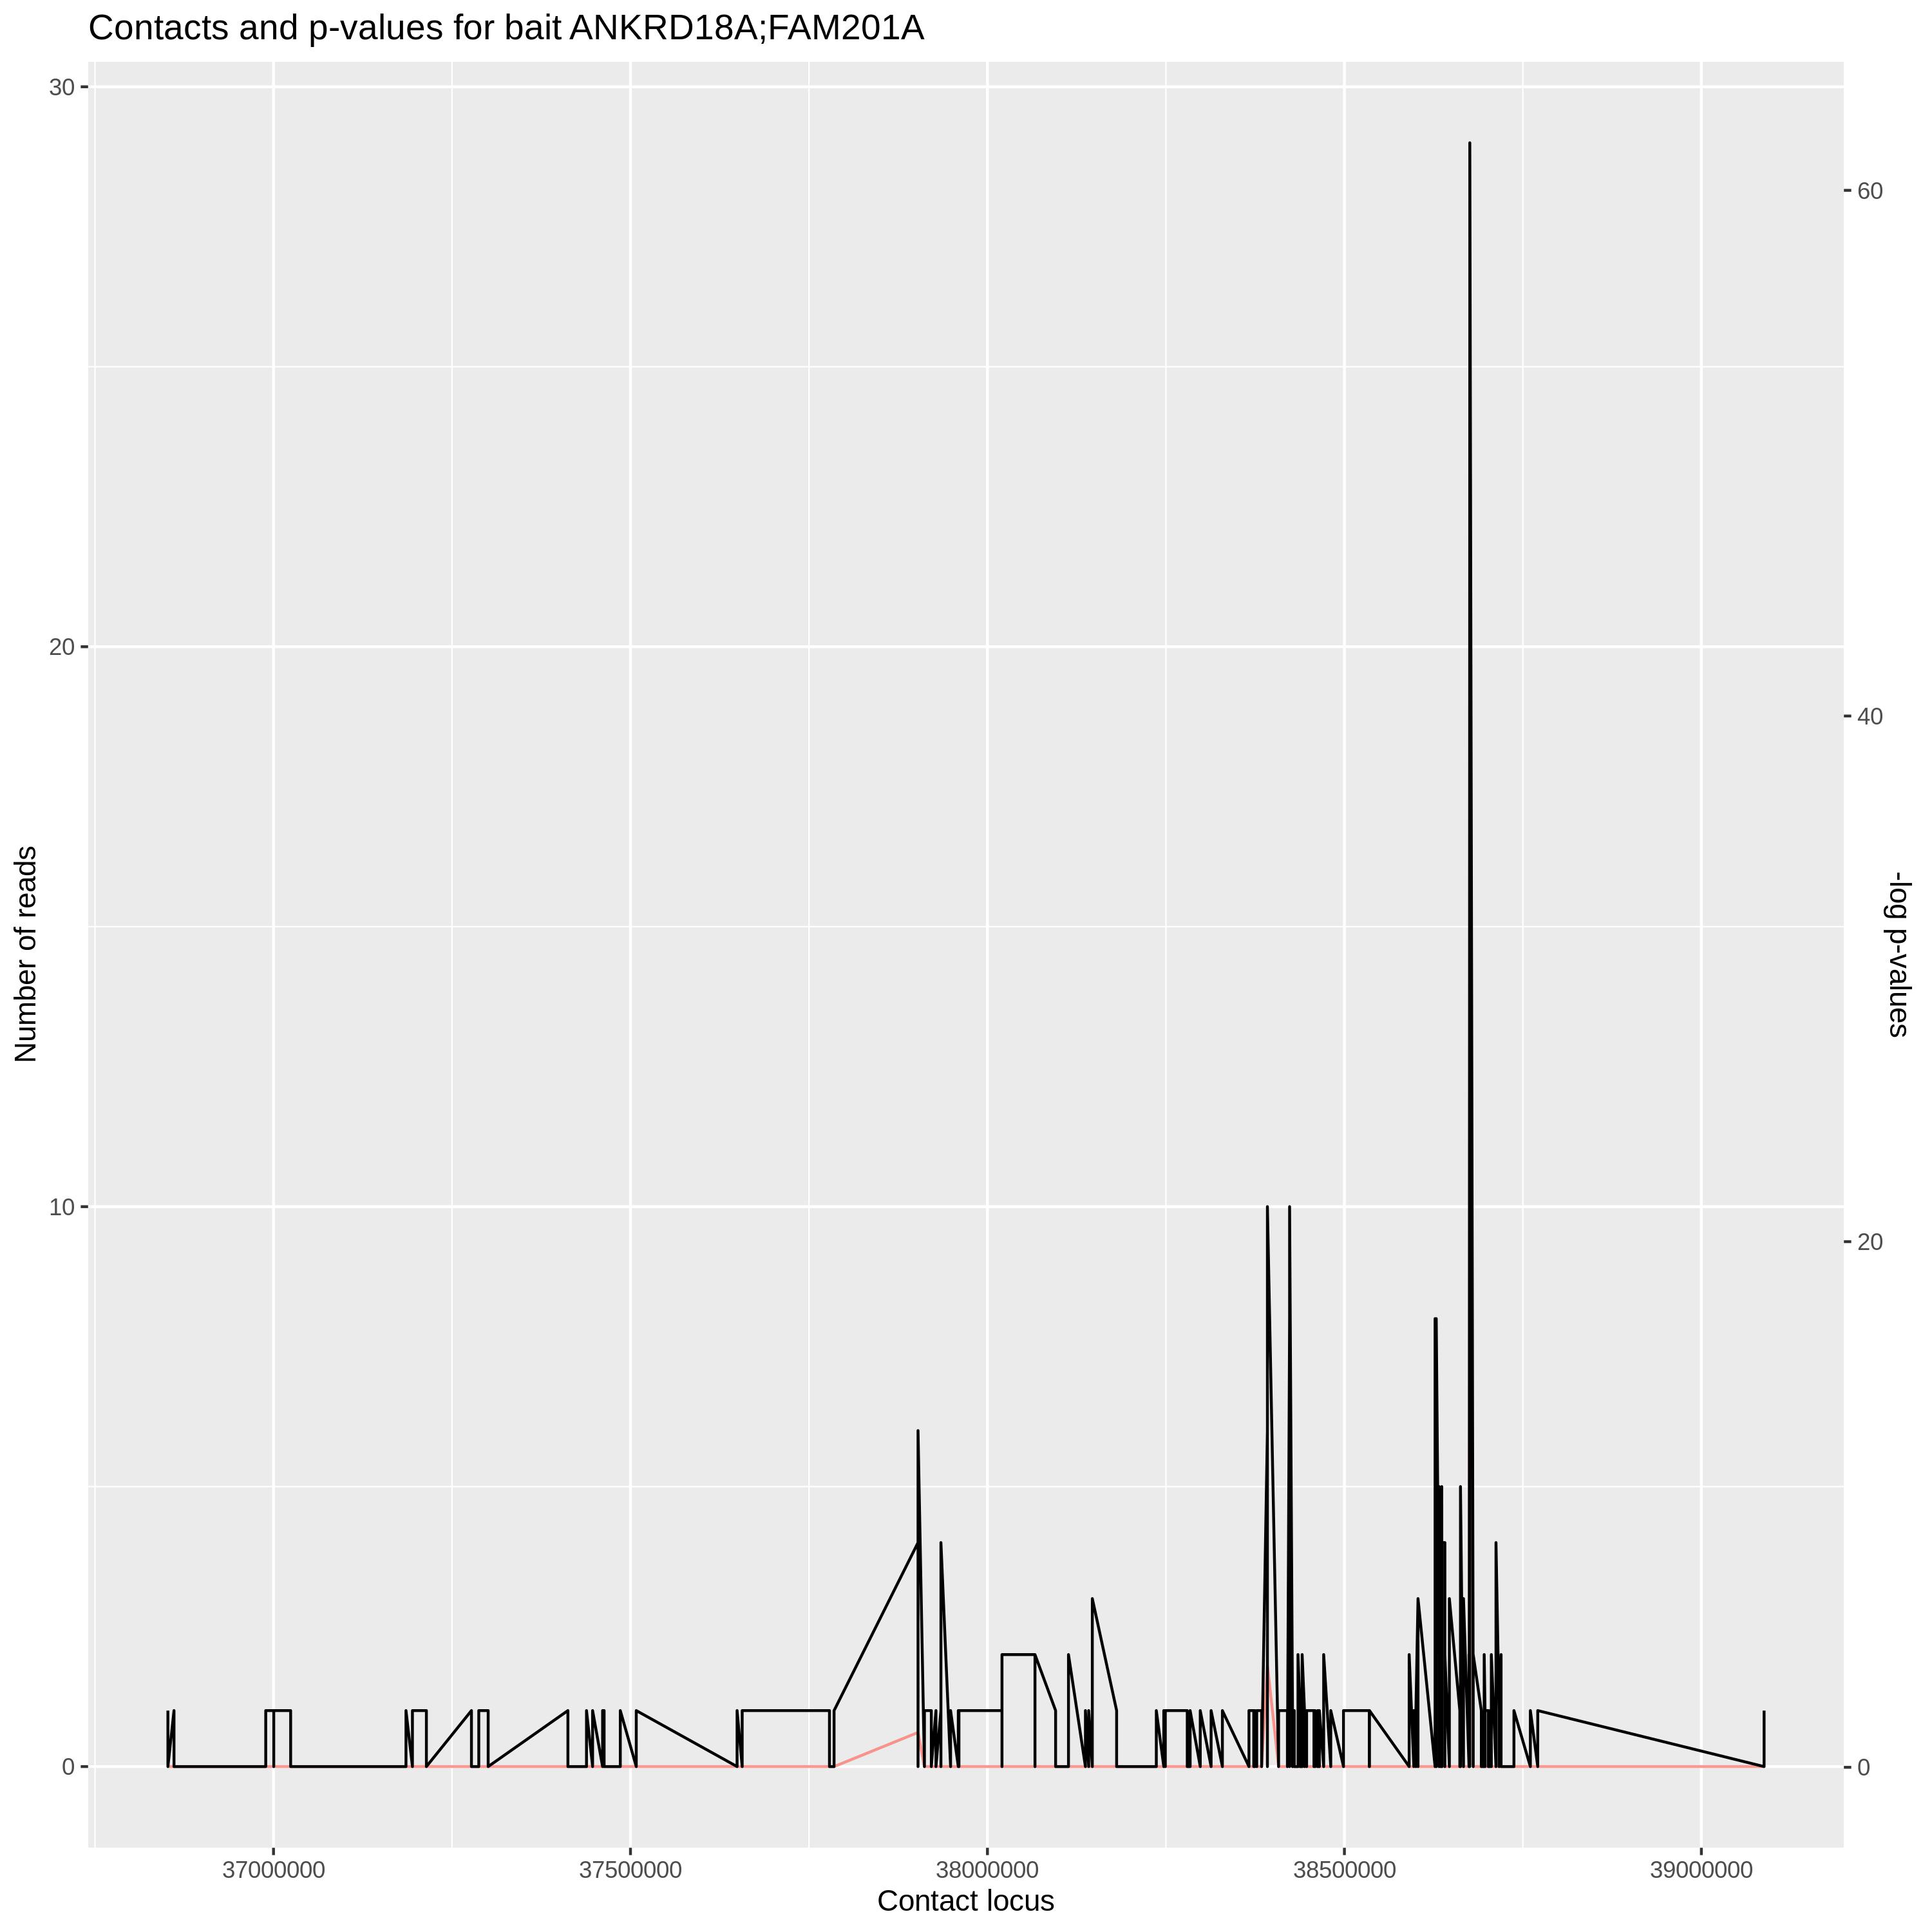 Contacts and p-values for bait ANKRD18A;FAM201A
30
20
10
0
Number of reads
60
40
20
0
-log p-values
37000000 37500000 38000000 38500000 39000000
Contact locus